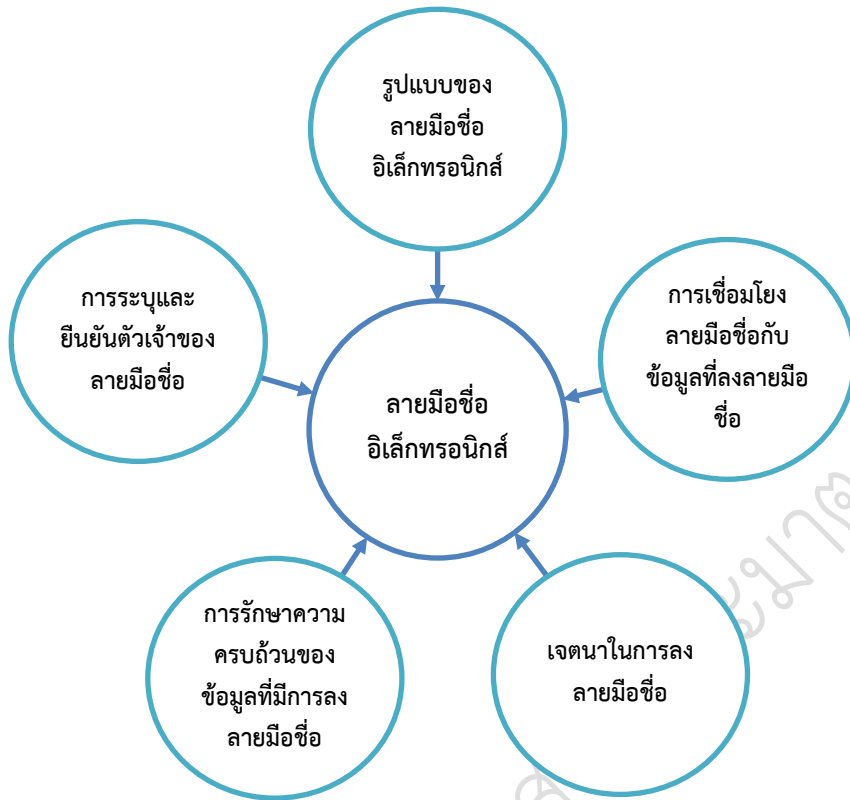 รูปแบบของ
ลายมือชื่อ
อิเล็กทรอนิกส์
การระบุและ
ยืนยันตัวเจ้าของ
ลายมือชื่อ
การเชื่อมโยง
ลายมือชื่อกับ
ข้อมูลที่ลงลายมือ
ชื่อ
ลายมือชื่อ
อิเล็กทรอนิกส์
การรักษาความ
ครบถ้วนของ
ข้อมูลที่มีการลง
ลายมือชื่อ
เจตนาในการลง
ลายมือชื่อ